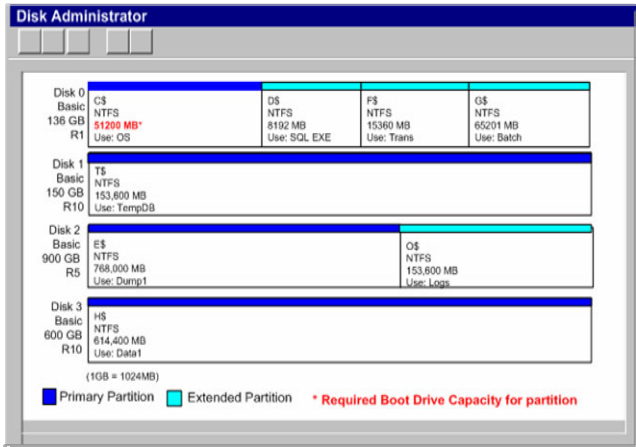 Disk Administrator
Disk 0
Basic
136 GB
R1
C$
NTFS
51200 MB*
Use: OS
D$
NTFS
8192 MB
Use: SQL EXE
F$
NTFS
15360 MB
Use: Trans
G$
NTFS
65201 MB
Use: Batch
Disk 1
Basic
150 GB
R10
T$
NTFS
153,600 MB
Use: TempDB
Disk 2
Basic
900 GB
R5
E$
NTFS
768,000 MB
Use: Dump1
O$
NTFS
153,600 MB
Use: Logs
Disk 3
Basic
600 GB
R10
H$
NTFS
614,400 MB
Use: Data1
(1GB = 1024MB)
Primary Partition
Extended Partition
* Required Boot Drive Capacity for partition